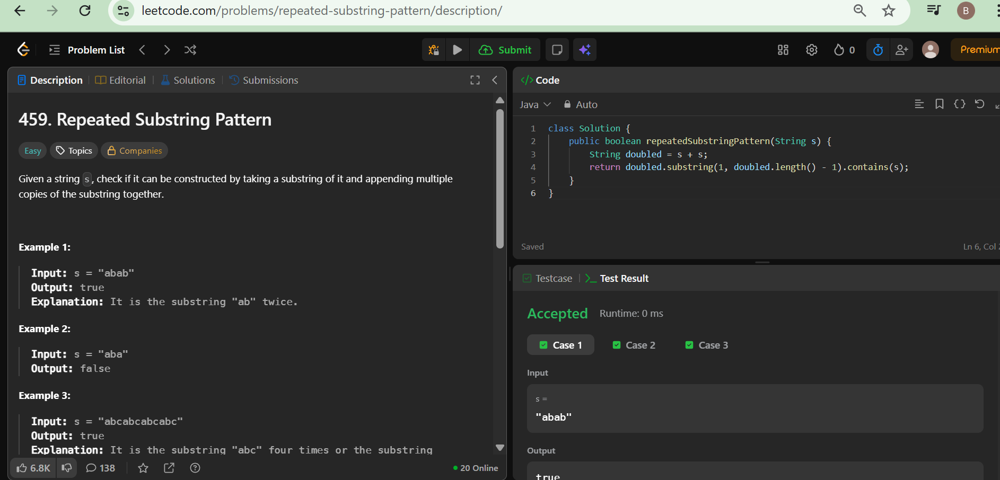 leetcode.com/problems/repeated-substring-pattern/description/
B
Problem List
Submit
0
Premium
Description
Editorial
Solutions
Submissions
459. Repeated Substring Pattern
Easy
Topics
Companies
Given a string s, check if it can be constructed by taking a substring of it and appending multiple
copies of the substring together.
Example 1:
Input: s = "abab"
Output: true
Explanation: It is the substring "ab" twice.
Example 2:
Input: s = "aba"
Output: false
Example 3:
Input: s = "abcabcabcabc"
Output: true
Explanation: It is the substring "abc" four times or the substring
6.8K
138
20 Online
</> Code
Java
Auto
1 class Solution {
2 public boolean repeatedSubstringPattern(String s) {
3 String doubled = s + s;
4 return doubled.substring(1, doubled.length() - 1).contains(s);
5 }
6 }
Saved
Ln 6, Col
Testcase
Test Result
Accepted
Runtime: 0 ms
Case 1
Case 2
Case 3
Input
s =
"abab"
Output
true